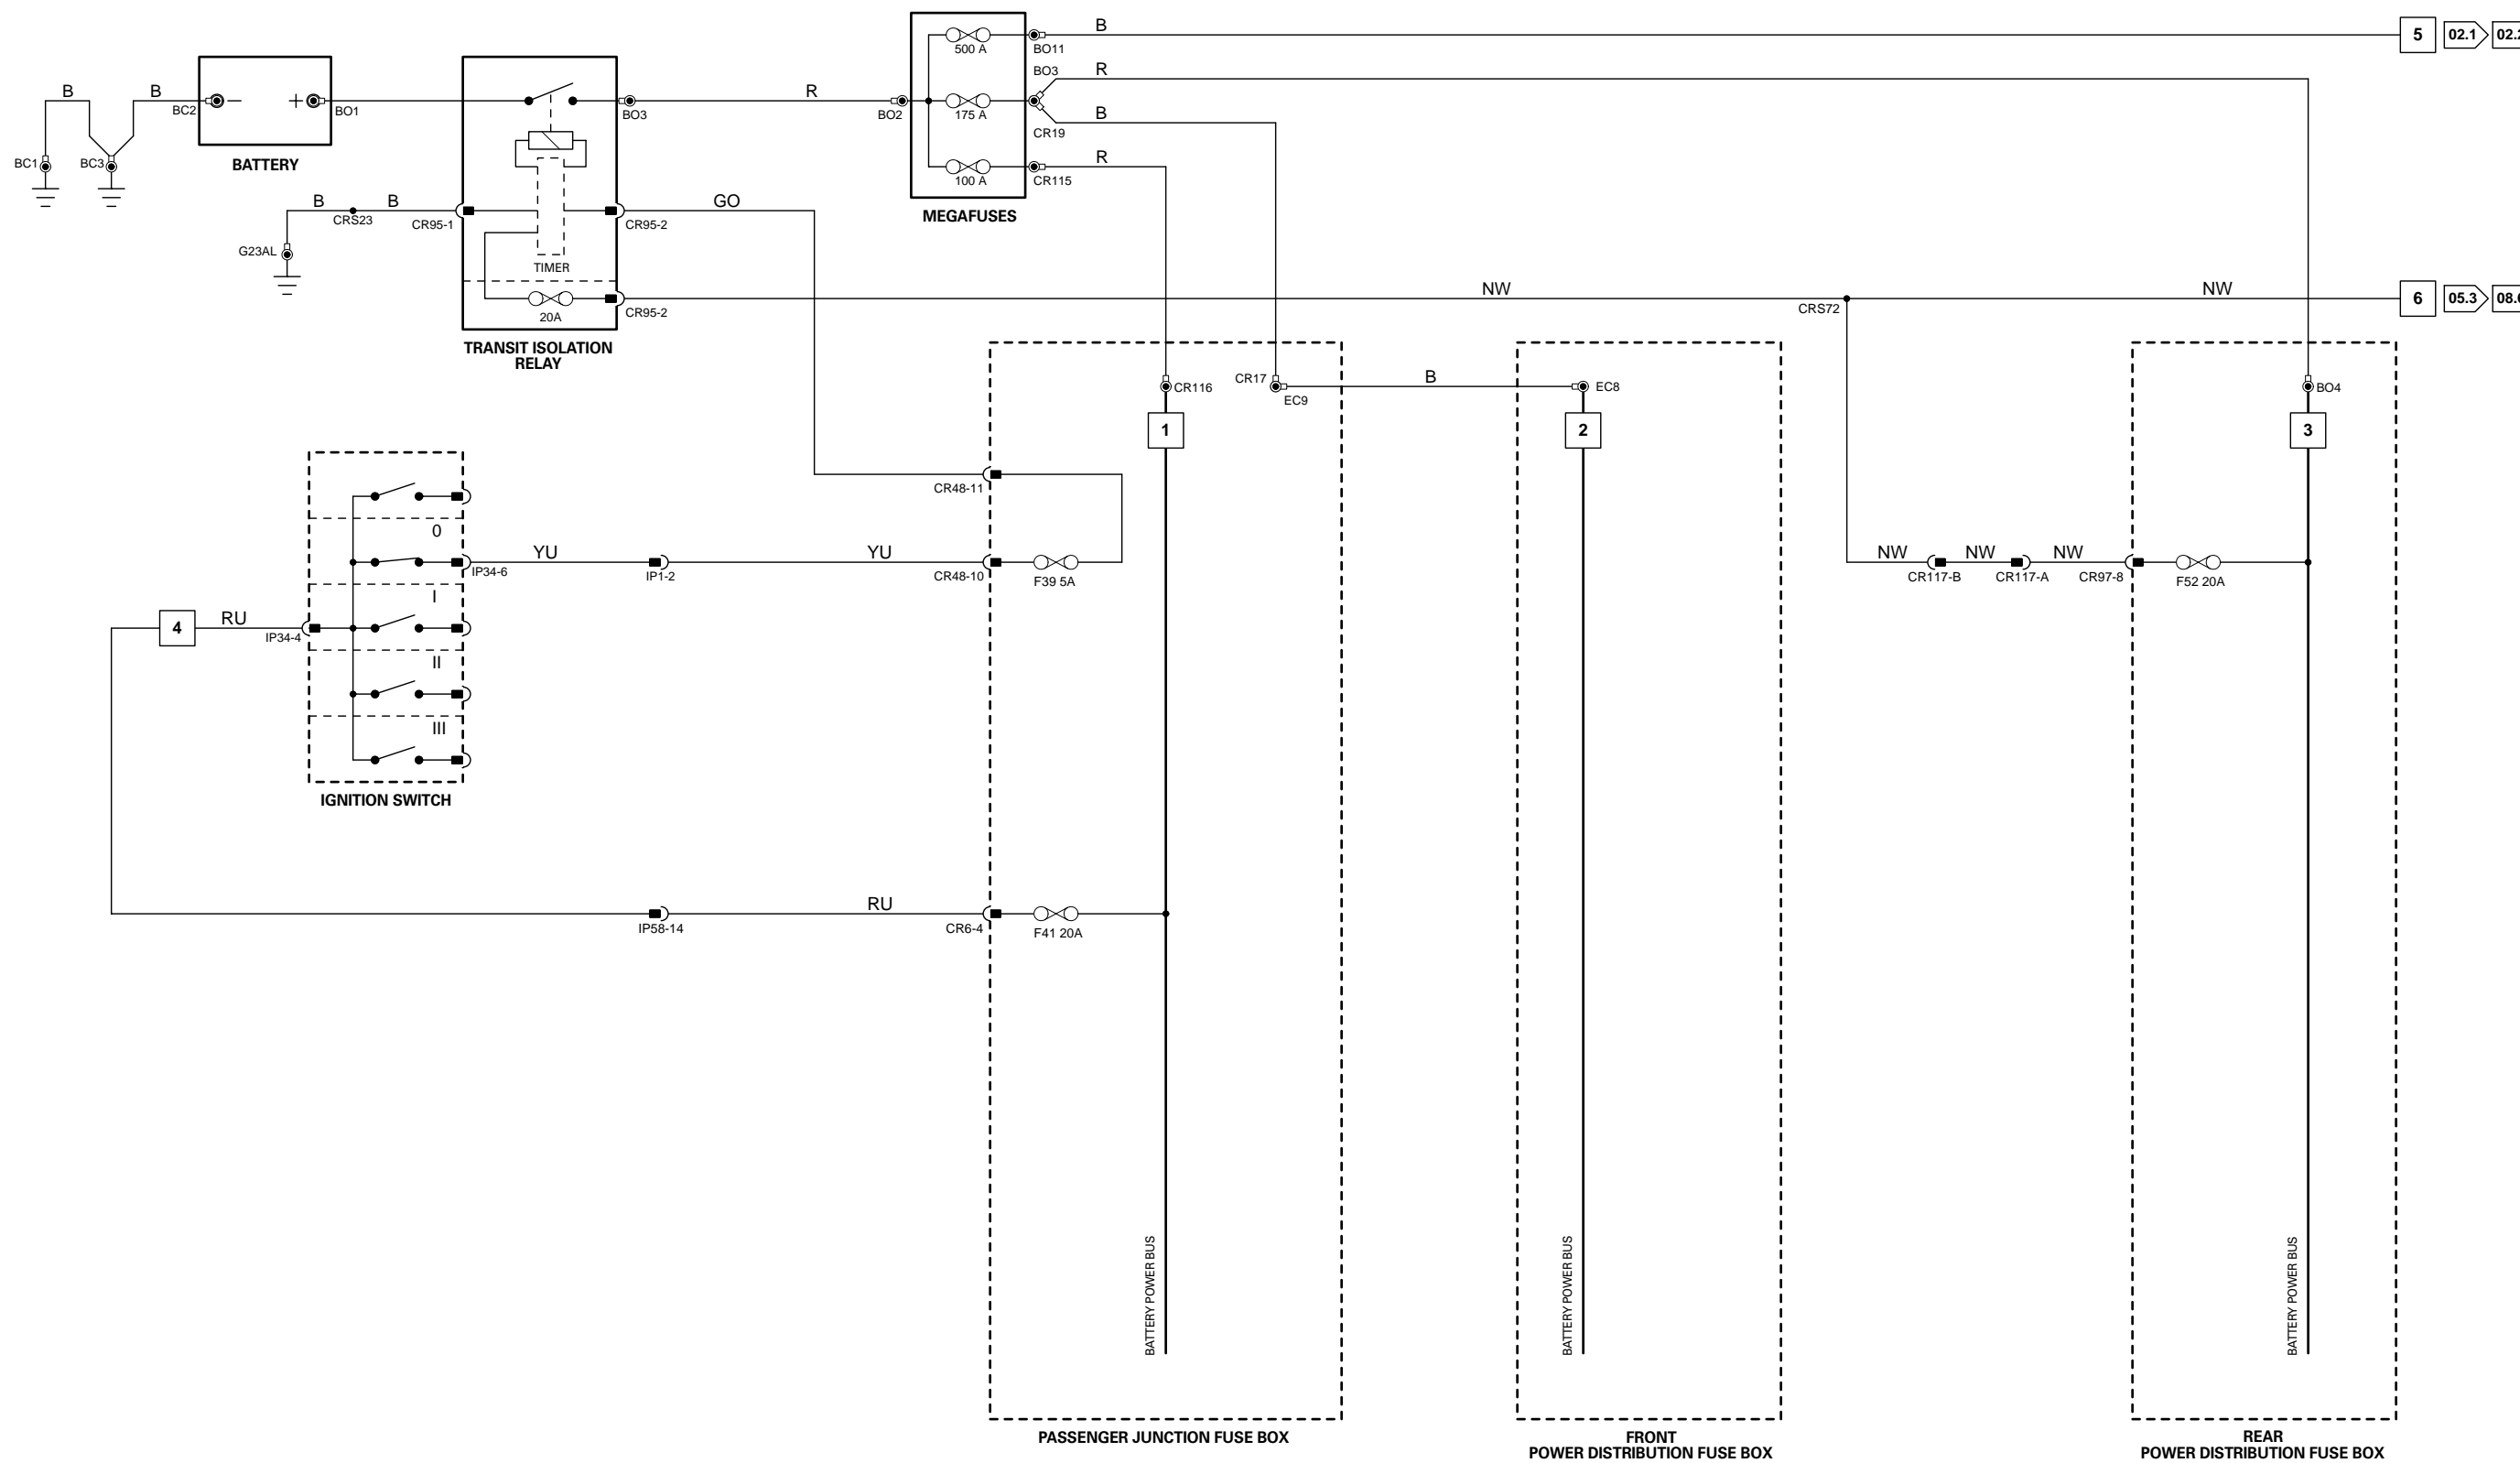 B
500 A
BO11
5
02.1
BO3
R
B
B
BC2
BO1
BO3
R
BO2
175 A
B
CR19
BC1
BC3
BATTERY
R
100 A
CR115
B
B
CRS23
CR95-1
GO
CR95-2
MEGAFUSES
G23AL
TIMER
20A
CR95-2
NW
CRS72
NW
6
05.3
TRANSIT ISOLATION
RELAY
CR116
CR17
EC9
B
EC8
BO4
1
2
3
CR48-11
0
YU
YU
IP34-6
IP1-2
CR48-10
F39 5A
NW
NW
NW
CR117-B
CR117-A
CR97-8
F52 20A
I
4
RU
IP34-4
II
III
IGNITION SWITCH
RU
IP58-14
CR6-4
F41 20A
BATTERY POWER BUS
BATTERY POWER BUS
BATTERY POWER BUS
PASSENGER JUNCTION FUSE BOX
FRONT
POWER DISTRIBUTION FUSE BOX
REAR
POWER DISTRIBUTION FUSE BOX